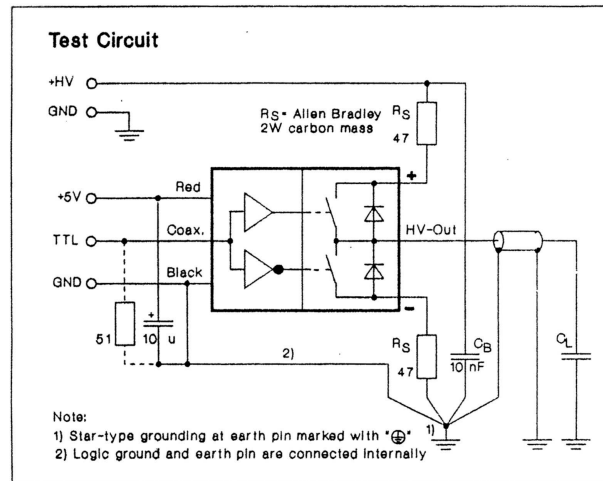 Test Circuit
+HV
GND
RS= Allen Bradley
2W carbon mass
RS
47
+
+5V
Red
TTL
Coax.
HV-Out
GND
Black
-
+
51
10 u
2)
RS
47
CB
10 nF
CL
1)
Note:
1) Star-type grounding at earth pin marked with "⏚"
2) Logic ground and earth pin are connected internally